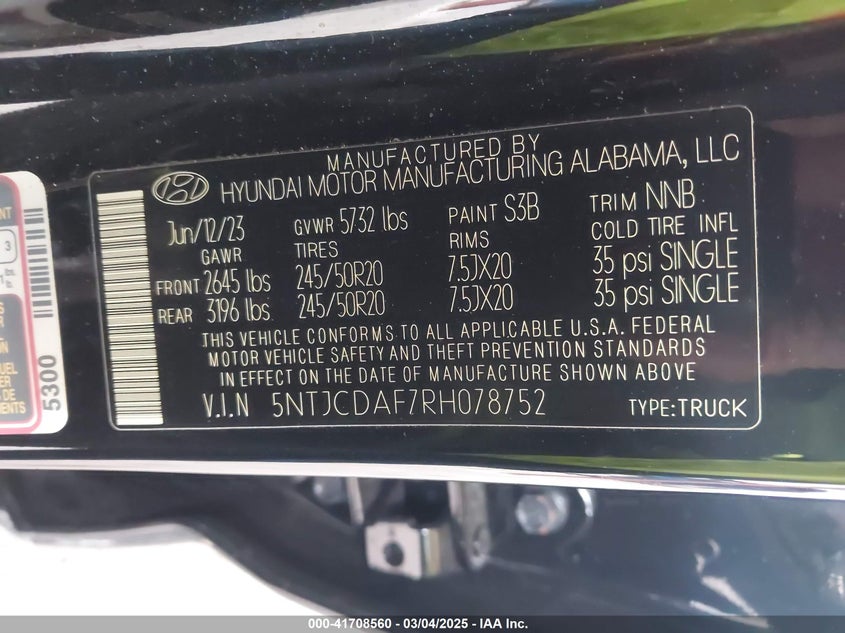 MANUFACTURED BY
HYUNDAI MOTOR MANUFACTURING ALABAMA, LLC
Jun/12/23 GVWR 5732 lbs PAINT S3B TRIM NNB
GAWR TIRES RIMS COLD TIRE INFL
FRONT 2645 lbs 245/50R20 7.5JX20 35 psi SINGLE
REAR 3196 lbs 245/50R20 7.5JX20 35 psi SINGLE
THIS VEHICLE CONFORMS TO ALL APPLICABLE U.S.A. FEDERAL
MOTOR VEHICLE SAFETY AND THEFT PREVENTION STANDARDS
IN EFFECT ON THE DATE OF MANUFACTURE SHOWN ABOVE
V.I.N 5NTJCDAF7RH078752 TYPE:TRUCK
3
5300
000-41708560 - 03/04/2025 - IAA Inc.